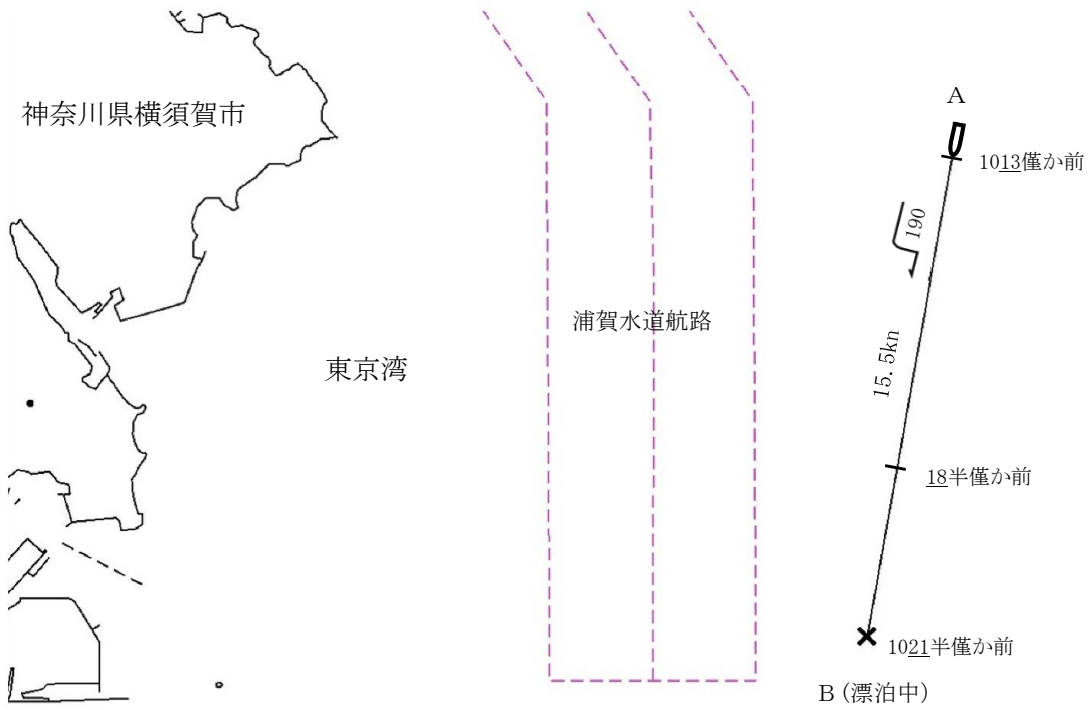 神奈川県横須賀市
A
1013僅か前
190
浦賀水道航路
東京湾
15.5kn
18半僅か前
1021半僅か前
B(漂泊中)